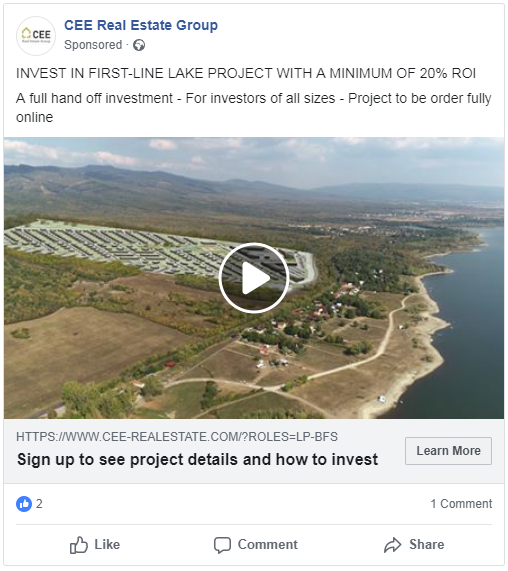 CEE
Real Estate Group
CEE Real Estate Group
Sponsored ·
INVEST IN FIRST-LINE LAKE PROJECT WITH A MINIMUM OF 20% ROI
A full hand off investment - For investors of all sizes - Project to be order fully
online
HTTPS://WWW.CEE-REALESTATE.COM/?ROLES=LP-BFS
Sign up to see project details and how to invest
Learn More
2
1 Comment
Like
Comment
Share